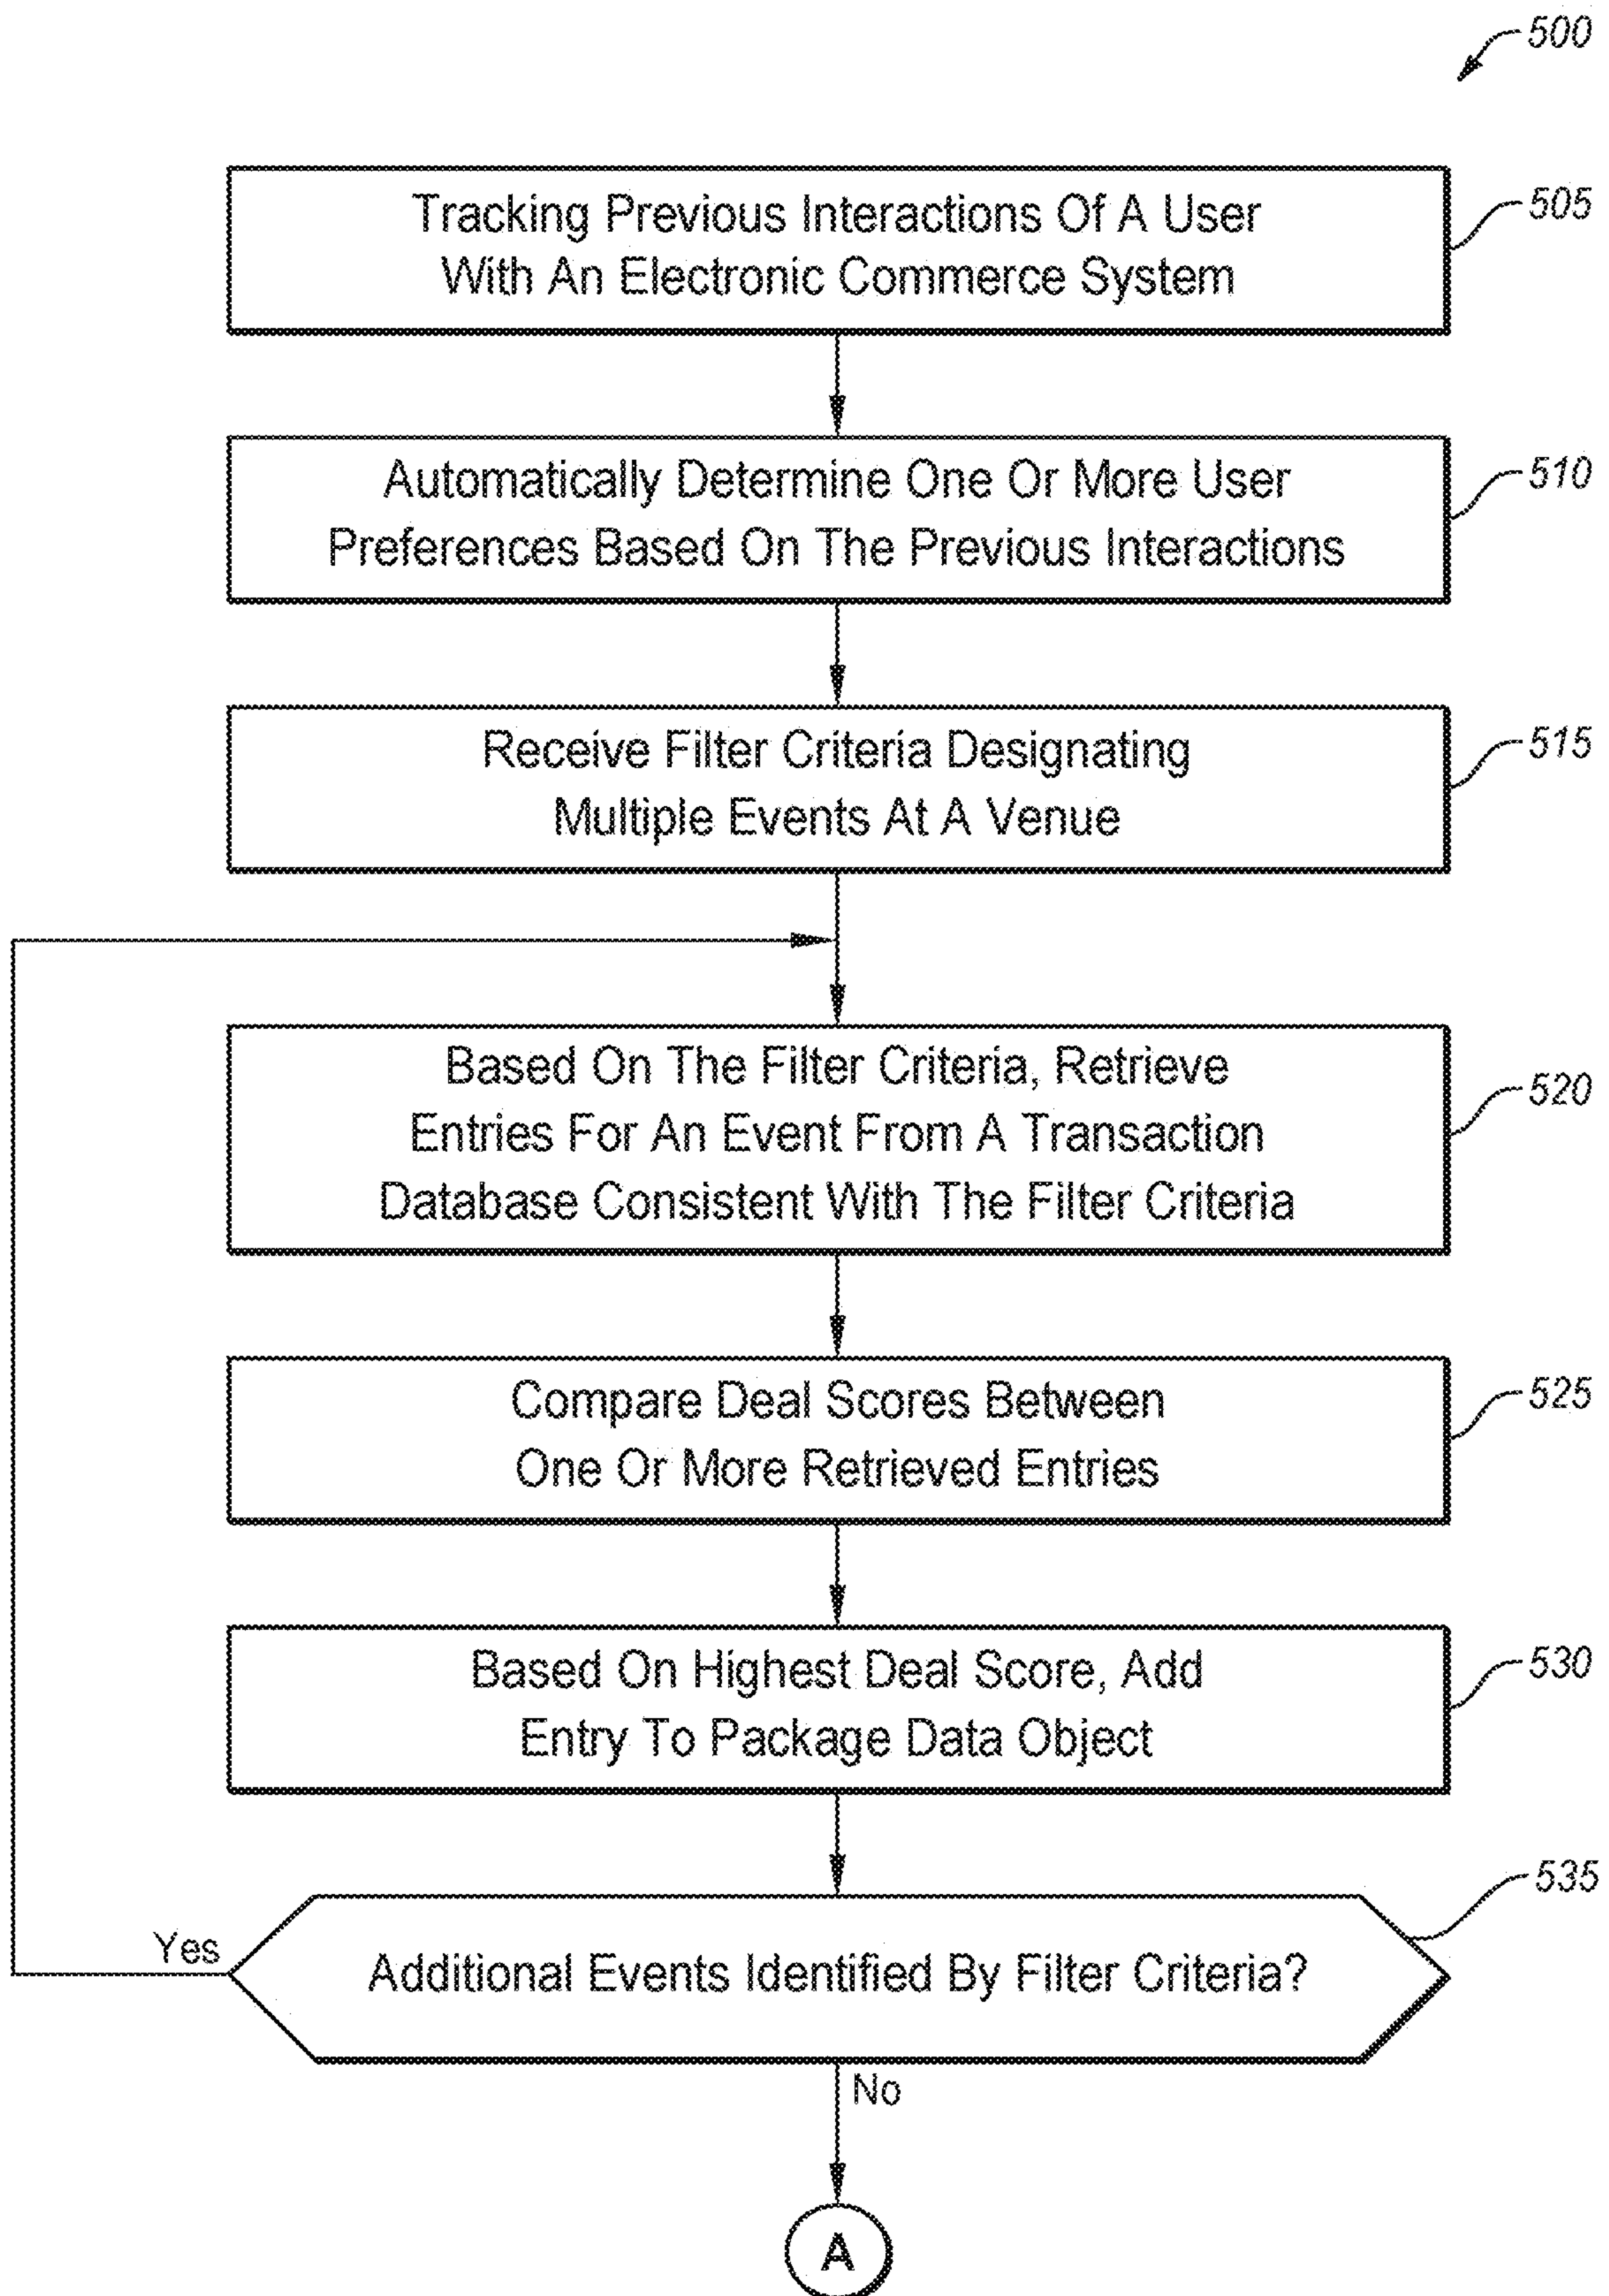 500
Tracking Previous Interactions Of A User
With An Electronic Commerce System
505
Automatically Determine One Or More User
Preferences Based On The Previous Interactions
510
Receive Filter Criteria Designating
Multiple Events At A Venue
515
Based On The Filter Criteria, Retrieve
Entries For An Event From A Transaction
Database Consistent With The Filter Criteria
520
Compare Deal Scores Between
One Or More Retrieved Entries
525
Based On Highest Deal Score, Add
Entry To Package Data Object
530
Additional Events Identified By Filter Criteria?
535
Yes
No
A